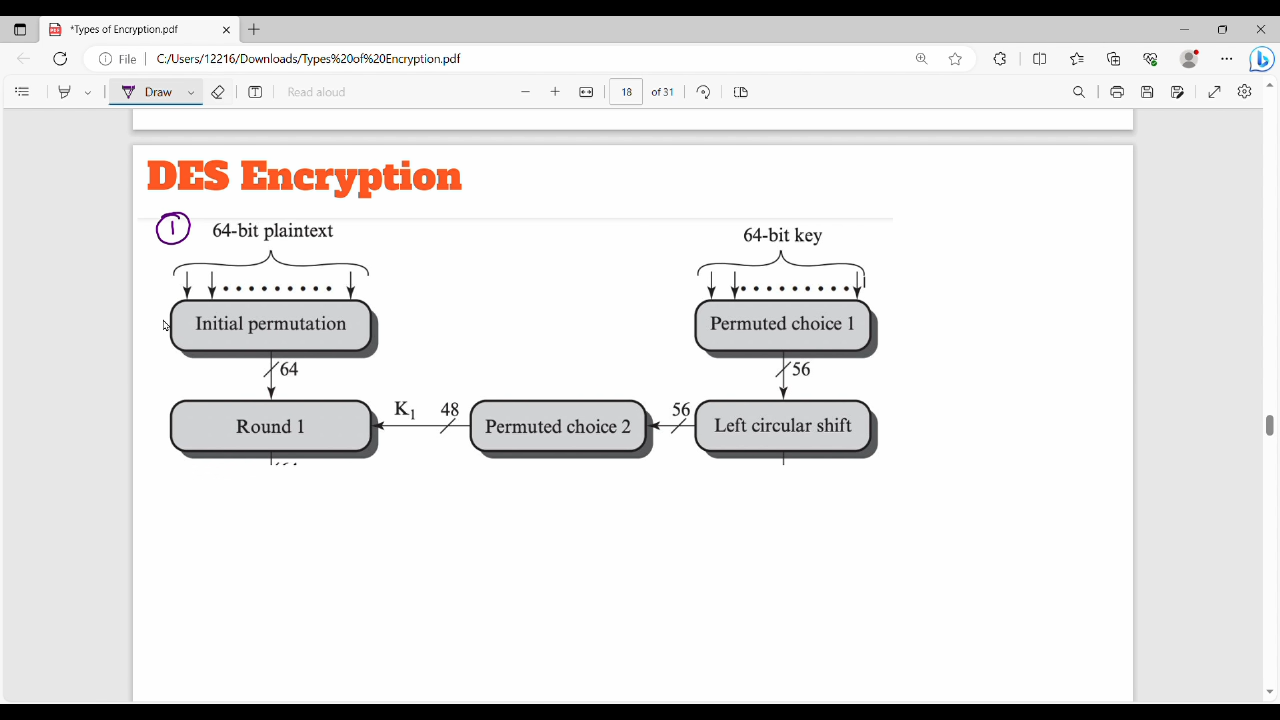 *Types of Encryption.pdf
File
C:/Users/12216/Downloads/Types%20of%20Encryption.pdf
Draw
Read aloud
18
of 31
DES Encryption
1
64-bit plaintext
64-bit key
Initial permutation
Permuted choice 1
64
56
Round 1
K1
48
Permuted choice 2
56
Left circular shift